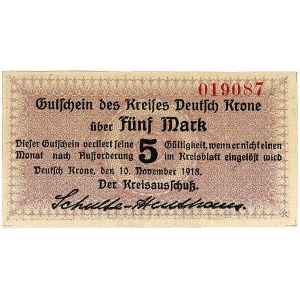 019087
Gutschein des Kreises Deutsch Krone
über Fünf Mark
Dieser Gutschein verliert seine 5 Gültigkeit, wenn er nicht einen
Monat nach Aufforderung im Kreisblatt eingelöst wird
Deutsch Krone, den 10. November 1918.
Der Kreisausschuß.